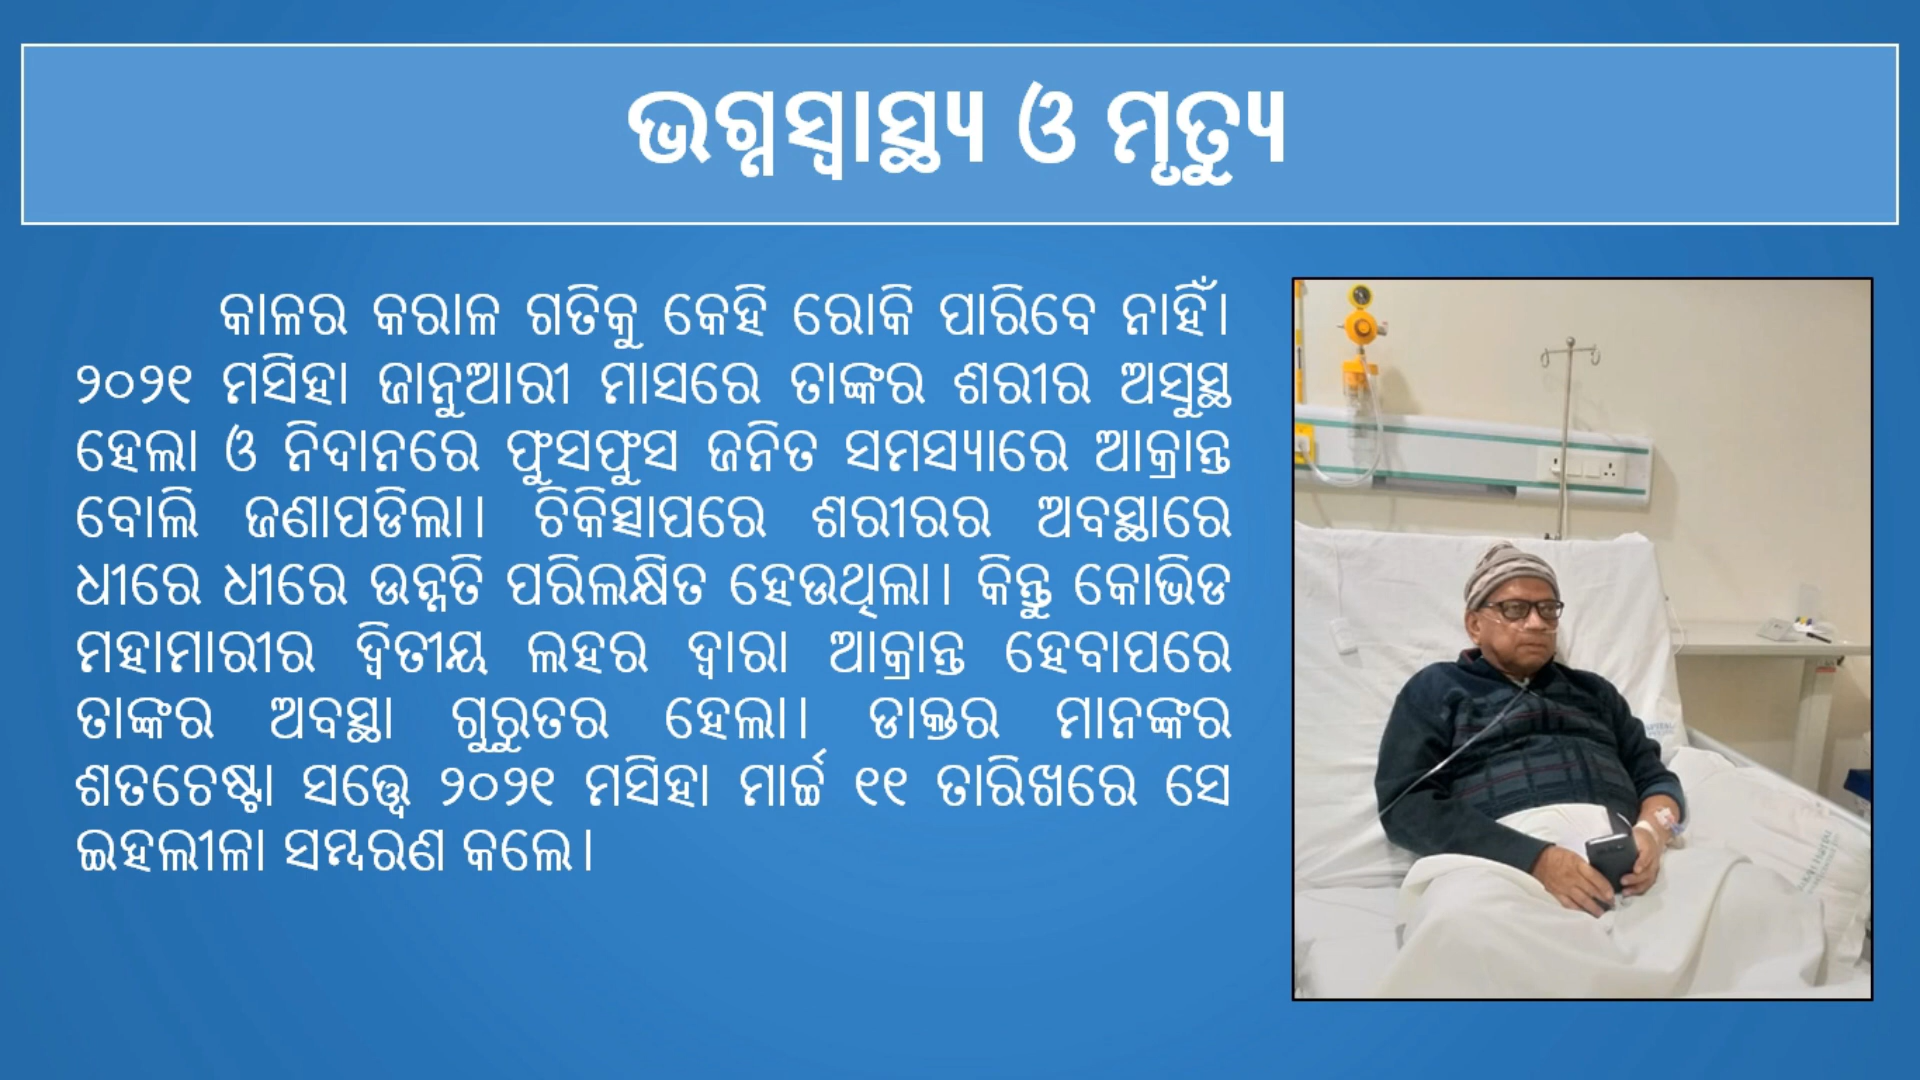 ଭଗ୍ନସ୍ୱାସ୍ଥ୍ୟ ଓ ମୃତ୍ୟୁ
କାଳର କରାଳ ଗତିକୁ କେହି ରୋକି ପାରିବେ ନାହିଁ।
୨୦୨୧ ମସିହା ଜାନୁଆରୀ ମାସରେ ତାଙ୍କର ଶରୀର ଅସୁସ୍ଥ
ହେଲା ଓ ନିଦାନରେ ଫୁସଫୁସ ଜନିତ ସମସ୍ୟାରେ ଆକ୍ରାନ୍ତ
ବୋଲି ଜଣାପଡିଲା। ଚିକିତ୍ସାପରେ ଶରୀରର ଅବସ୍ଥାରେ
ଧୀରେ ଧୀରେ ଉନ୍ନତି ପରିଲକ୍ଷିତ ହେଉଥିଲା। କିନ୍ତୁ କୋଭିଡ
ମହାମାରୀର ଦ୍ୱିତୀୟ ଲହର ଦ୍ୱାରା ଆକ୍ରାନ୍ତ ହେବାପରେ
ତାଙ୍କର ଅବସ୍ଥା ଗୁରୁତର ହେଲା। ଡାକ୍ତର ମାନଙ୍କର
ଶତଚେଷ୍ଟା ସତ୍ତ୍ୱେ ୨୦୨୧ ମସିହା ମାର୍ଚ୍ଚ ୧୧ ତାରିଖରେ ସେ
ଇହଲୀଳା ସମ୍ବରଣ କଲେ।